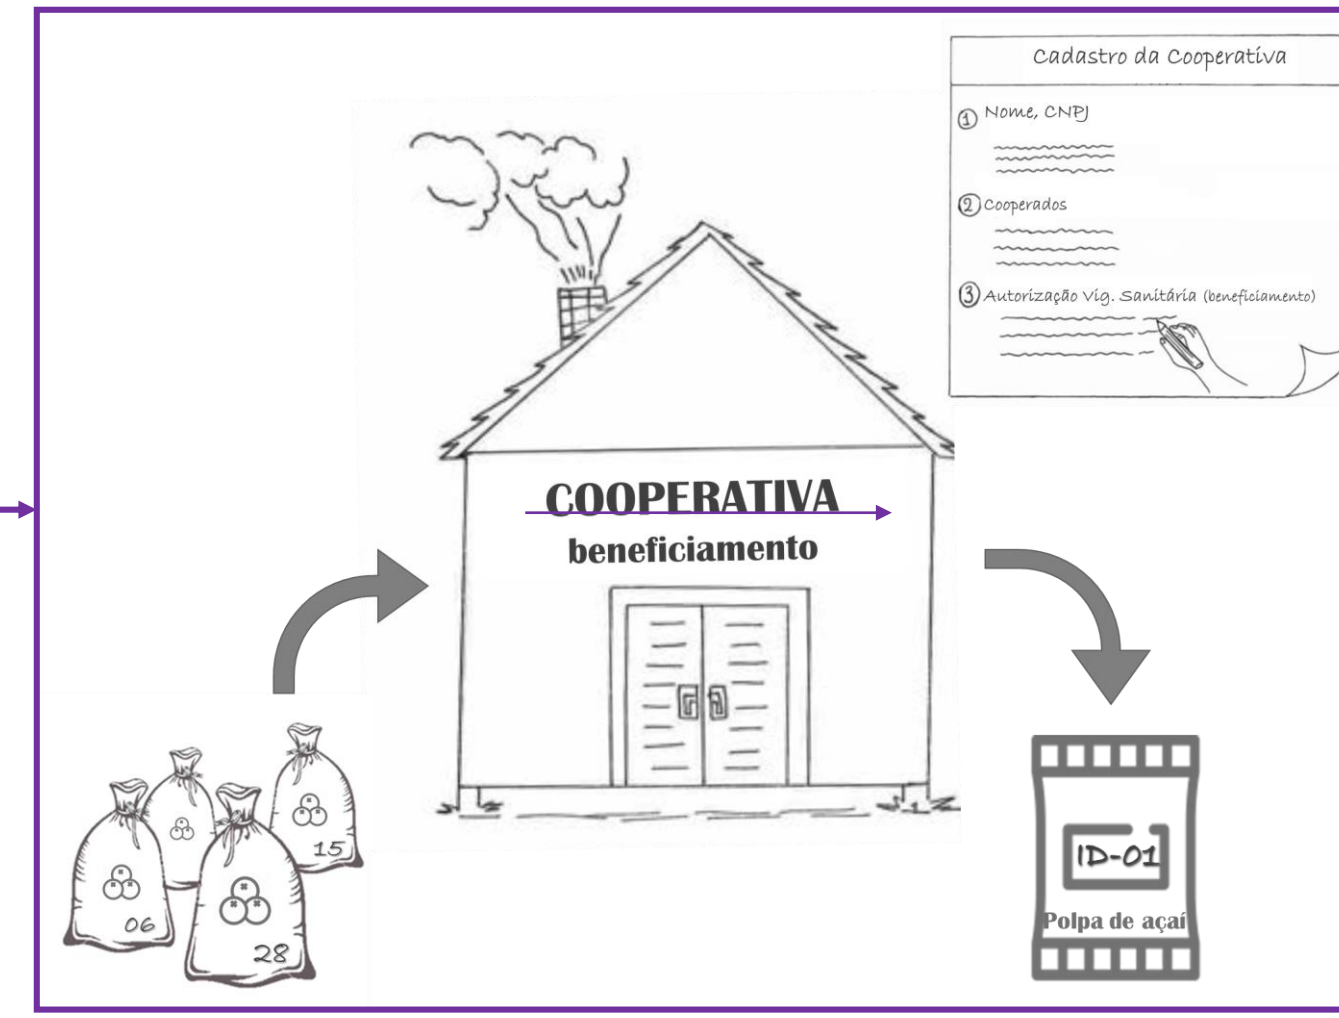 Cadastro da Cooperativa
1 Nome, CNPJ
2 Cooperados
3 Autorização Vig. Sanitária (beneficiamento)
COOPERATIVA
beneficiamento
15
06
28
ID-01
Polpa de açaí